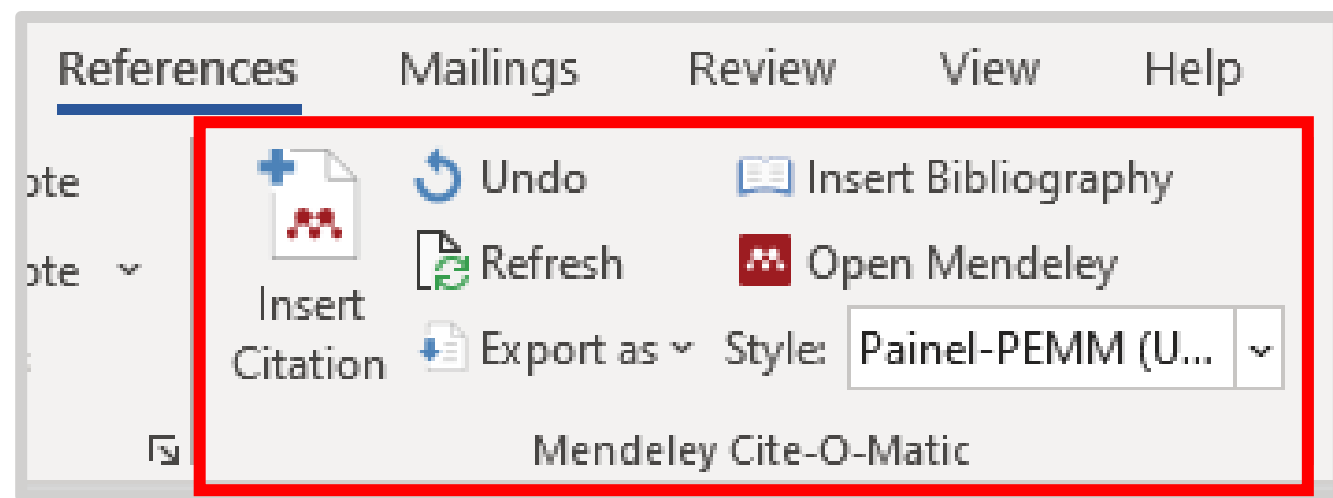 References Mailings Review View Help
Undo Insert Bibliography
Refresh Open Mendeley
Insert
Citation
Export as Style: Painel-PEMM (U...
Mendeley Cite-O-Matic